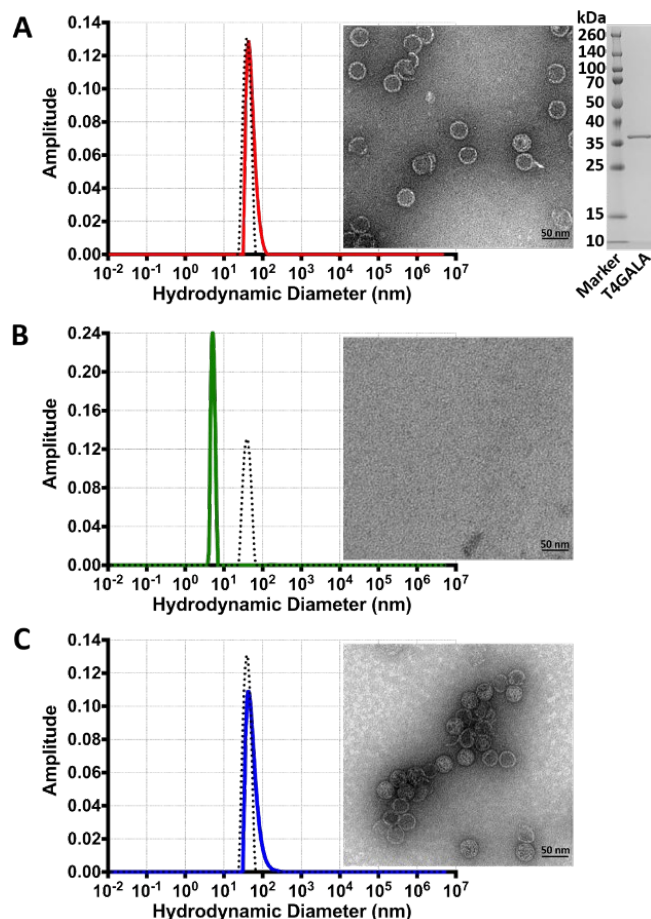 A
Amplitude
0.14
0.12
0.10
0.08
0.06
0.04
0.02
0.00
10-2 10-1 100 101 102 103 104 105 106 107
Hydrodynamic Diameter (nm)
50 nm
kDa
260
140
100
70
50
40
35
25
15
10
Marker
T4GALA
B
Amplitude
0.24
0.20
0.16
0.12
0.08
0.04
0.00
10-2 10-1 100 101 102 103 104 105 106 107
Hydrodynamic Diameter (nm)
50 nm
C
Amplitude
0.14
0.12
0.10
0.08
0.06
0.04
0.02
0.00
10-2 10-1 100 101 102 103 104 105 106 107
Hydrodynamic Diameter (nm)
50 nm